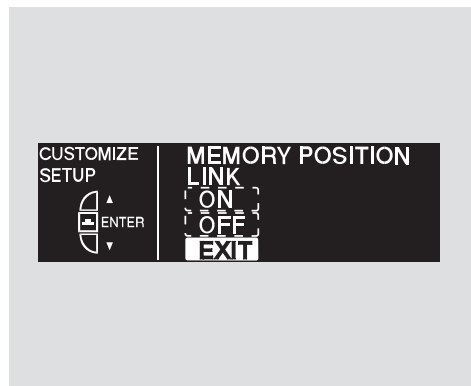 CUSTOMIZE
SETUP
ENTER
MEMORY POSITION
LINK
ON
OFF
EXIT